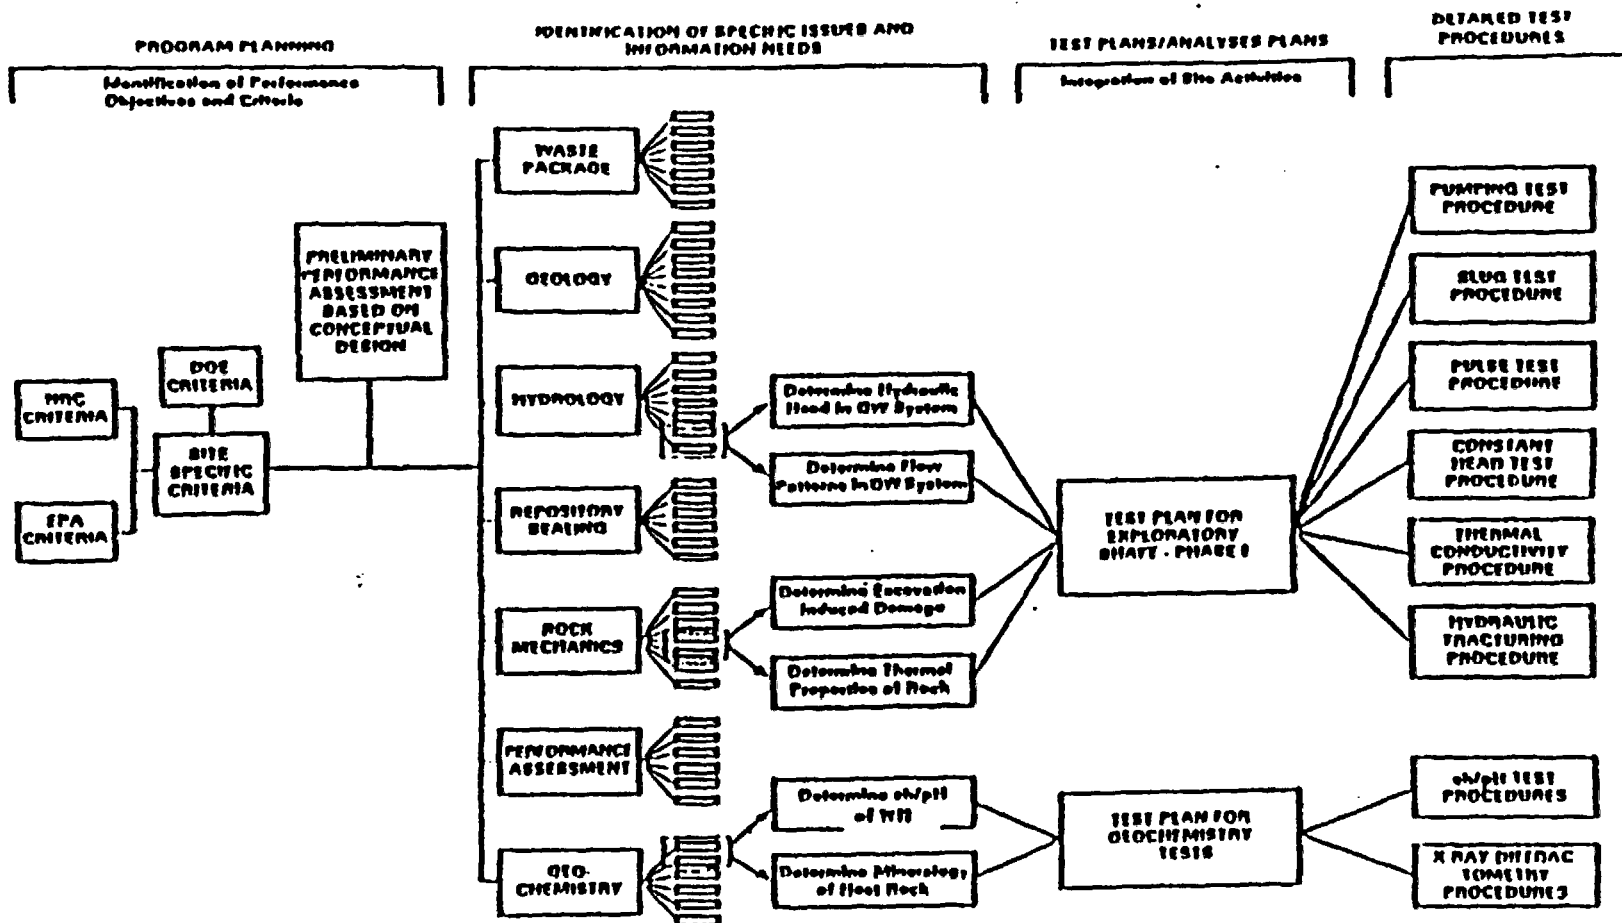 PROGRAM PLANNING
Identification of Performance
Objectives and Criteria
IDENTIFICATION OF SPECIFIC ISSUES AND
INFORMATION NEEDS
TEST PLANS/ANALYSES PLANS
Integration of Site Activities
DETAILED TEST
PROCEDURES
NRC
CRITERIA
EPA
CRITERIA
DOE
CRITERIA
SITE
SPECIFIC
CRITERIA
PRELIMINARY
PERFORMANCE
ASSESSMENT
BASED ON
CONCEPTUAL
DESIGN
WASTE
PACKAGE
GEOLOGY
HYDROLOGY
REPOSITORY
SEALING
ROCK
MECHANICS
PERFORMANCE
ASSESSMENT
GEO-
CHEMISTRY
Determine Hydraulic
Head in GW System
Determine Flow
Patterns in GW System
Determine Excavation
Induced Damage
Determine Thermal
Properties of Rock
Determine eh/pH
of
Determine Mineralogy
of Host Rock
TEST PLAN FOR
EXPLORATORY
SHAFT - PHASE I
TEST PLAN FOR
GEOCHEMISTRY
TESTS
PUMPING TEST
PROCEDURE
SLUG TEST
PROCEDURE
PULSE TEST
PROCEDURE
CONSTANT
HEAD TEST
PROCEDURE
THERMAL
CONDUCTIVITY
PROCEDURE
HYDRAULIC
FRACTURING
PROCEDURE
eh/pH TEST
PROCEDURES
X RAY DIFFRAC
TOMETRY
PROCEDURES